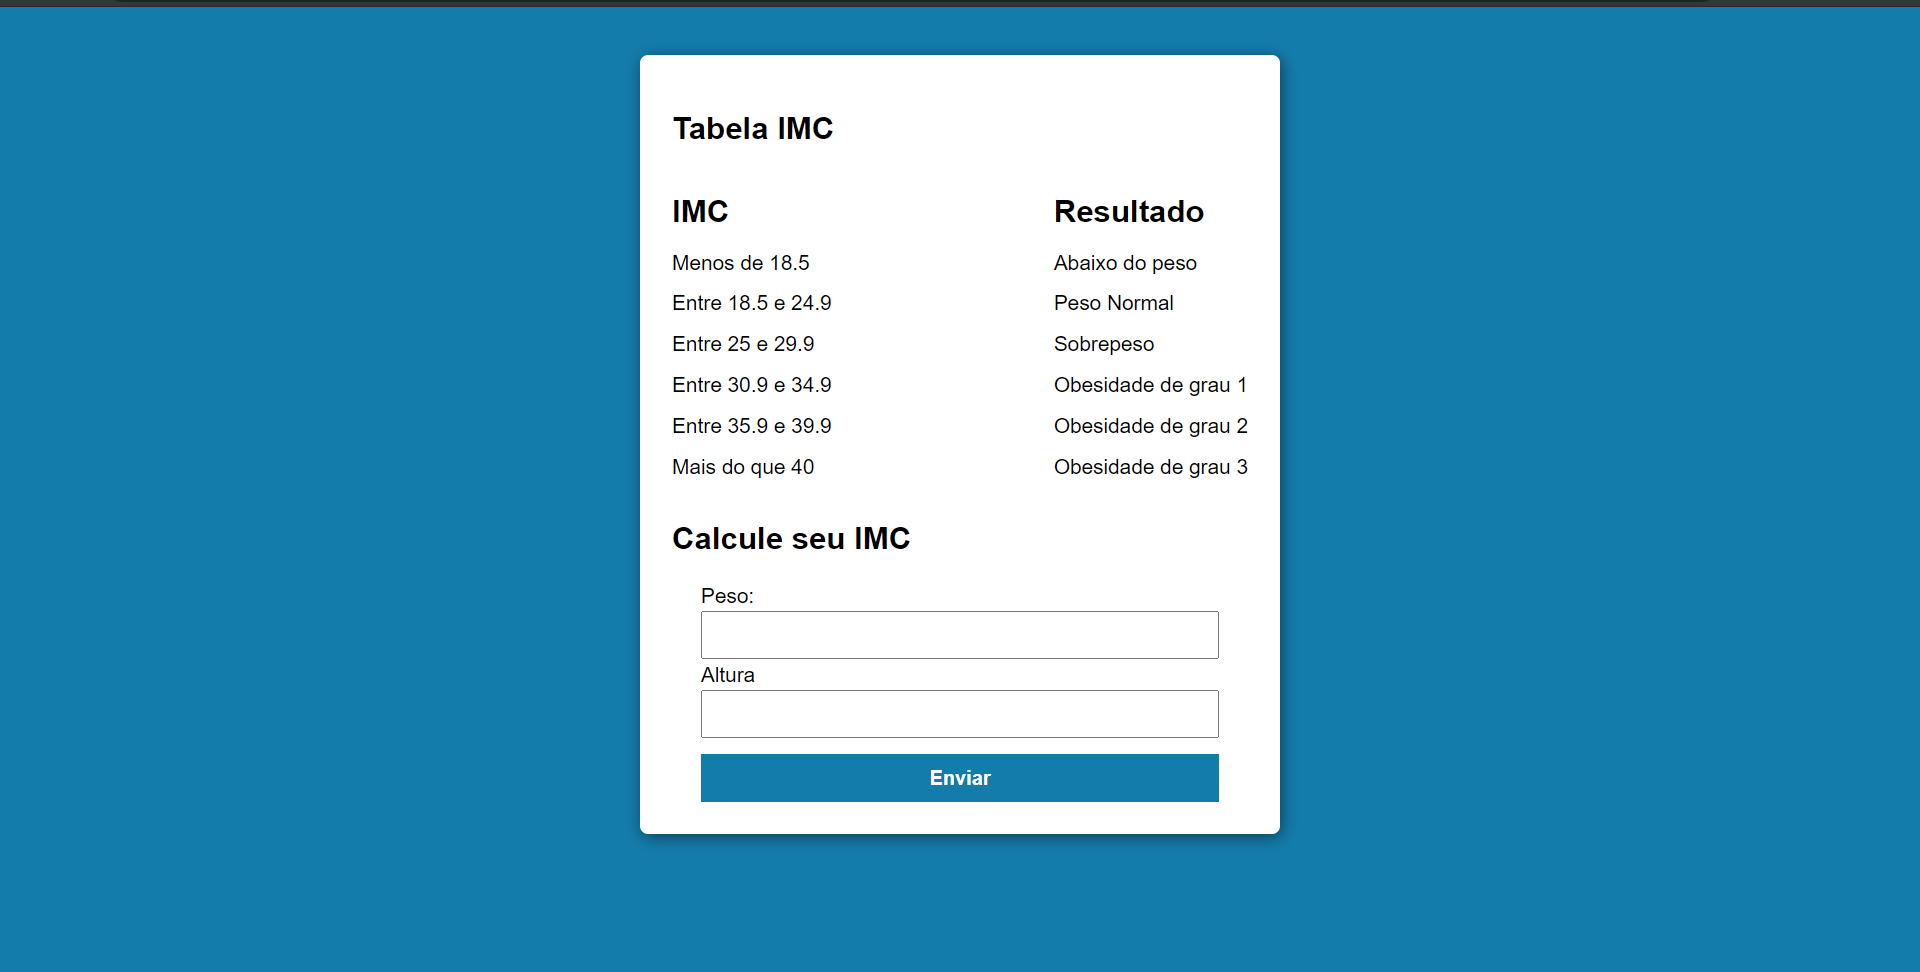 Tabela IMC
IMC Resultado
Menos de 18.5 Abaixo do peso
Entre 18.5 e 24.9 Peso Normal
Entre 25 e 29.9 Sobrepeso
Entre 30.9 e 34.9 Obesidade de grau 1
Entre 35.9 e 39.9 Obesidade de grau 2
Mais do que 40 Obesidade de grau 3
Calcule seu IMC
Peso:
Altura
Enviar